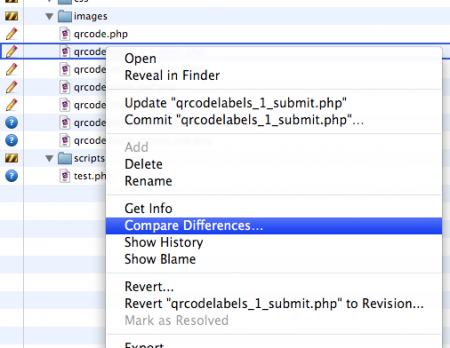 css
images
qrcode.php
qrcode
Open
qrcode
Reveal in Finder
qrcode
Update "qrcodelabels_1_submit.php"
qrcode
Commit "qrcodelabels_1_submit.php"...
qrcode
Add
qrcode
Delete
scripts
Rename
test.ph
Get Info
Compare Differences...
Show History
Show Blame
Revert...
Revert "qrcodelabels_1_submit.php" to Revision...
Mark as Resolved
Export